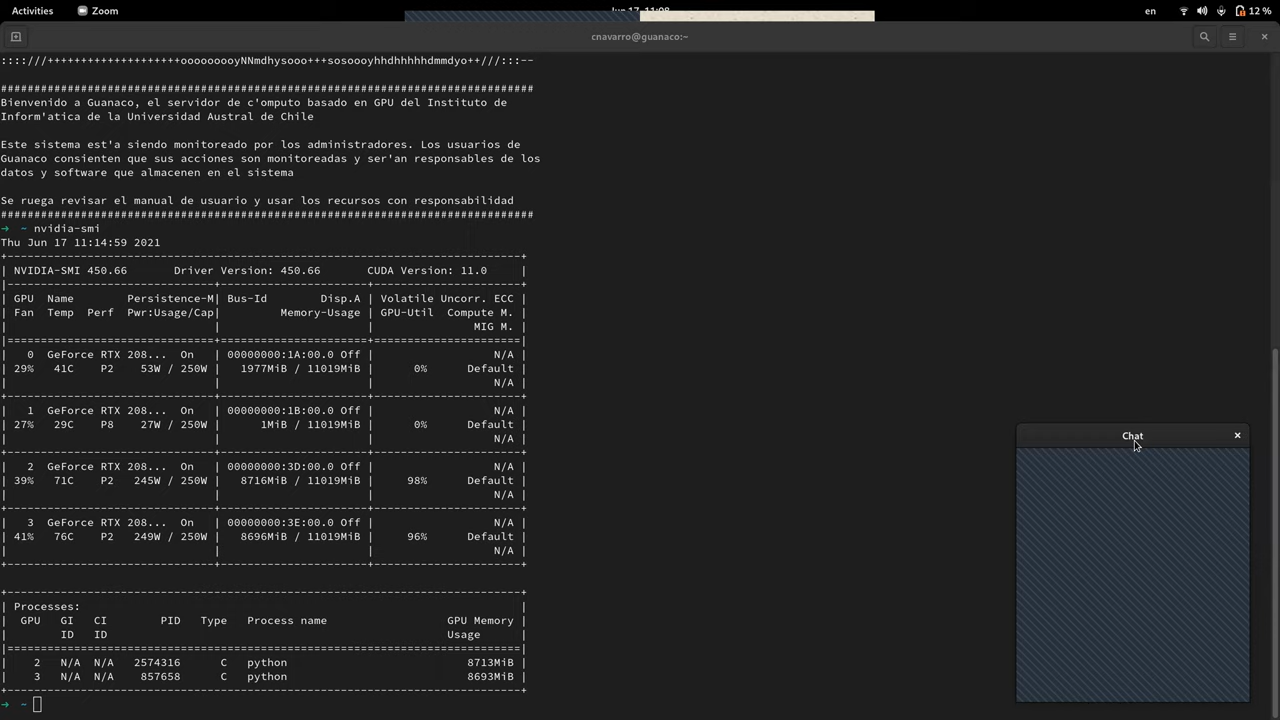 Activities Zoom Jun 17, 11:08 en 12 %
cnavarro@guanaco:~
::::///++++++++++++++++++++oooooooooyNNmdhysooo+++sosoooyhhdhhhhhdmmdyo++///:::--
################################################################################
Bienvenido a Guanaco, el servidor de c'omputo basado en GPU del Instituto de
Inform'atica de la Universidad Austral de Chile
Este sistema est'a siendo monitoreado por los administradores. Los usuarios de
Guanaco consienten que sus acciones son monitoreadas y ser'an responsables de los
datos y software que almacenen en el sistema
Se ruega revisar el manual de usuario y usar los recursos con responsabilidad
################################################################################
➜ ~ nvidia-smi
Thu Jun 17 11:14:59 2021
+-----------------------------------------------------------------------------+
| NVIDIA-SMI 450.66       Driver Version: 450.66       CUDA Version: 11.0     |
|-------------------------------+----------------------+----------------------+
| GPU  Name        Persistence-M| Bus-Id        Disp.A | Volatile Uncorr. ECC |
| Fan  Temp  Perf  Pwr:Usage/Cap|         Memory-Usage | GPU-Util  Compute M. |
|                               |                      |               MIG M. |
|===============================+======================+======================|
|   0  GeForce RTX 208...  On   | 00000000:1A:00.0 Off |                  N/A |
| 29%   41C    P2    53W / 250W |   1977MiB / 11019MiB |      0%      Default |
|                               |                      |                  N/A |
+-------------------------------+----------------------+----------------------+
|   1  GeForce RTX 208...  On   | 00000000:1B:00.0 Off |                  N/A |
| 27%   29C    P8    27W / 250W |      1MiB / 11019MiB |      0%      Default |
|                               |                      |                  N/A |
+-------------------------------+----------------------+----------------------+
|   2  GeForce RTX 208...  On   | 00000000:3D:00.0 Off |                  N/A |
| 39%   71C    P2   245W / 250W |   8716MiB / 11019MiB |     98%      Default |
|                               |                      |                  N/A |
+-------------------------------+----------------------+----------------------+
|   3  GeForce RTX 208...  On   | 00000000:3E:00.0 Off |                  N/A |
| 41%   76C    P2   249W / 250W |   8696MiB / 11019MiB |     96%      Default |
|                               |                      |                  N/A |
+-------------------------------+----------------------+----------------------+
+-----------------------------------------------------------------------------+
| Processes:                                                                  |
|  GPU   GI   CI        PID   Type   Process name                  GPU Memory |
|        ID   ID                                                   Usage      |
|=============================================================================|
|    2   N/A  N/A   2574316      C   python                           8713MiB |
|    3   N/A  N/A    857658      C   python                           8693MiB |
+-----------------------------------------------------------------------------+
➜ ~
Chat